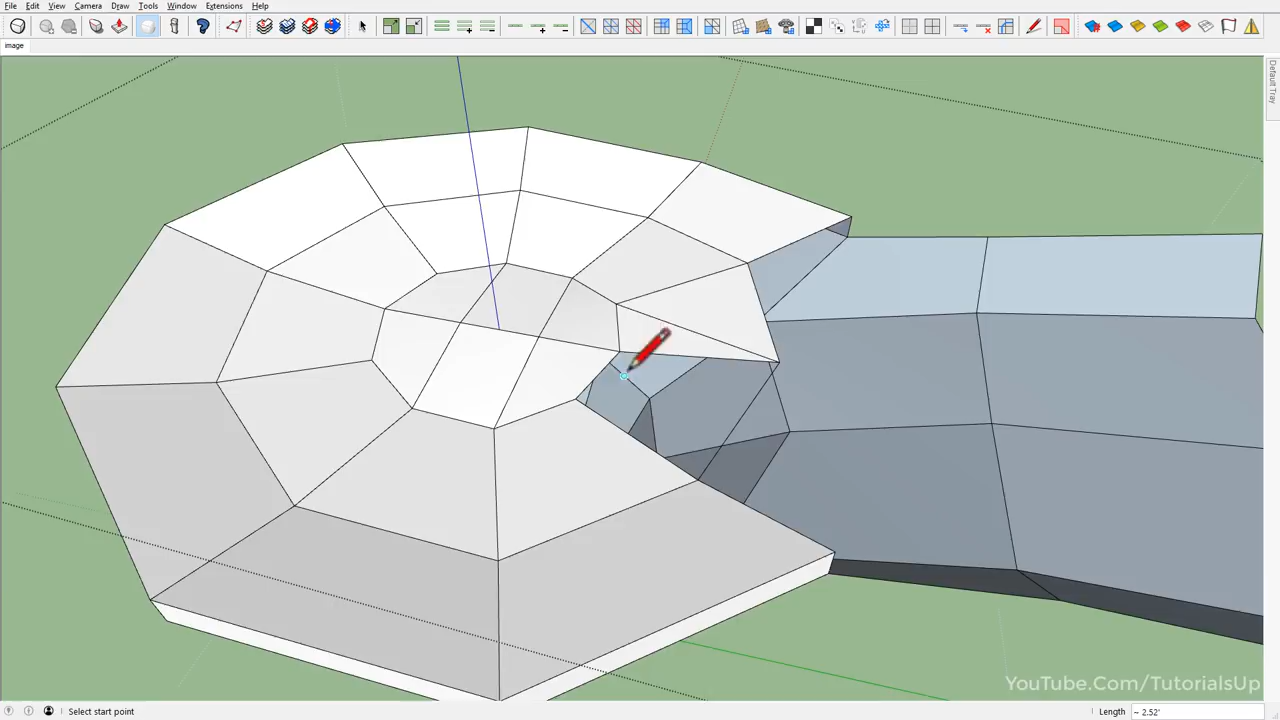 File Edit View Camera Draw Tools Window Extensions Help
image
Default Tray
YouTube.Com/TutorialsUp
Select start point
Length ~ 2.52'